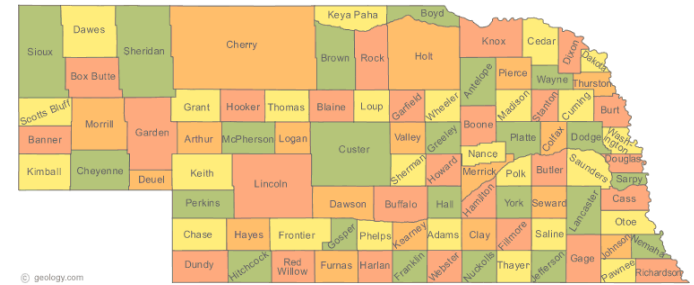 Boyd
Keya Paha
Dawes
Sioux
Sheridan
Cherry
Brown
Rock
Holt
Knox
Cedar
Dixon
Dakota
Box Butte
Antelope
Pierce
Wayne
Thurston
Scotts Bluff
Grant
Hooker
Thomas
Blaine
Loup
Garfield
Wheeler
Madison
Stanton
Cuming
Burt
Morrill
Garden
Banner
Arthur
McPherson
Logan
Custer
Valley
Greeley
Boone
Platte
Colfax
Dodge
Wash-
ington
Kimball
Cheyenne
Deuel
Keith
Lincoln
Sherman
Howard
Nance
Merrick
Polk
Butler
Saunders
Douglas
Sarpy
Perkins
Dawson
Buffalo
Hall
Hamilton
York
Seward
Lancaster
Cass
Otoe
Chase
Hayes
Frontier
Gosper
Phelps
Kearney
Adams
Clay
Fillmore
Saline
Gage
Johnson
Nemaha
Dundy
Hitchcock
Red
Willow
Furnas
Harlan
Franklin
Webster
Nuckolls
Thayer
Jefferson
Pawnee
Richardson
© geology.com